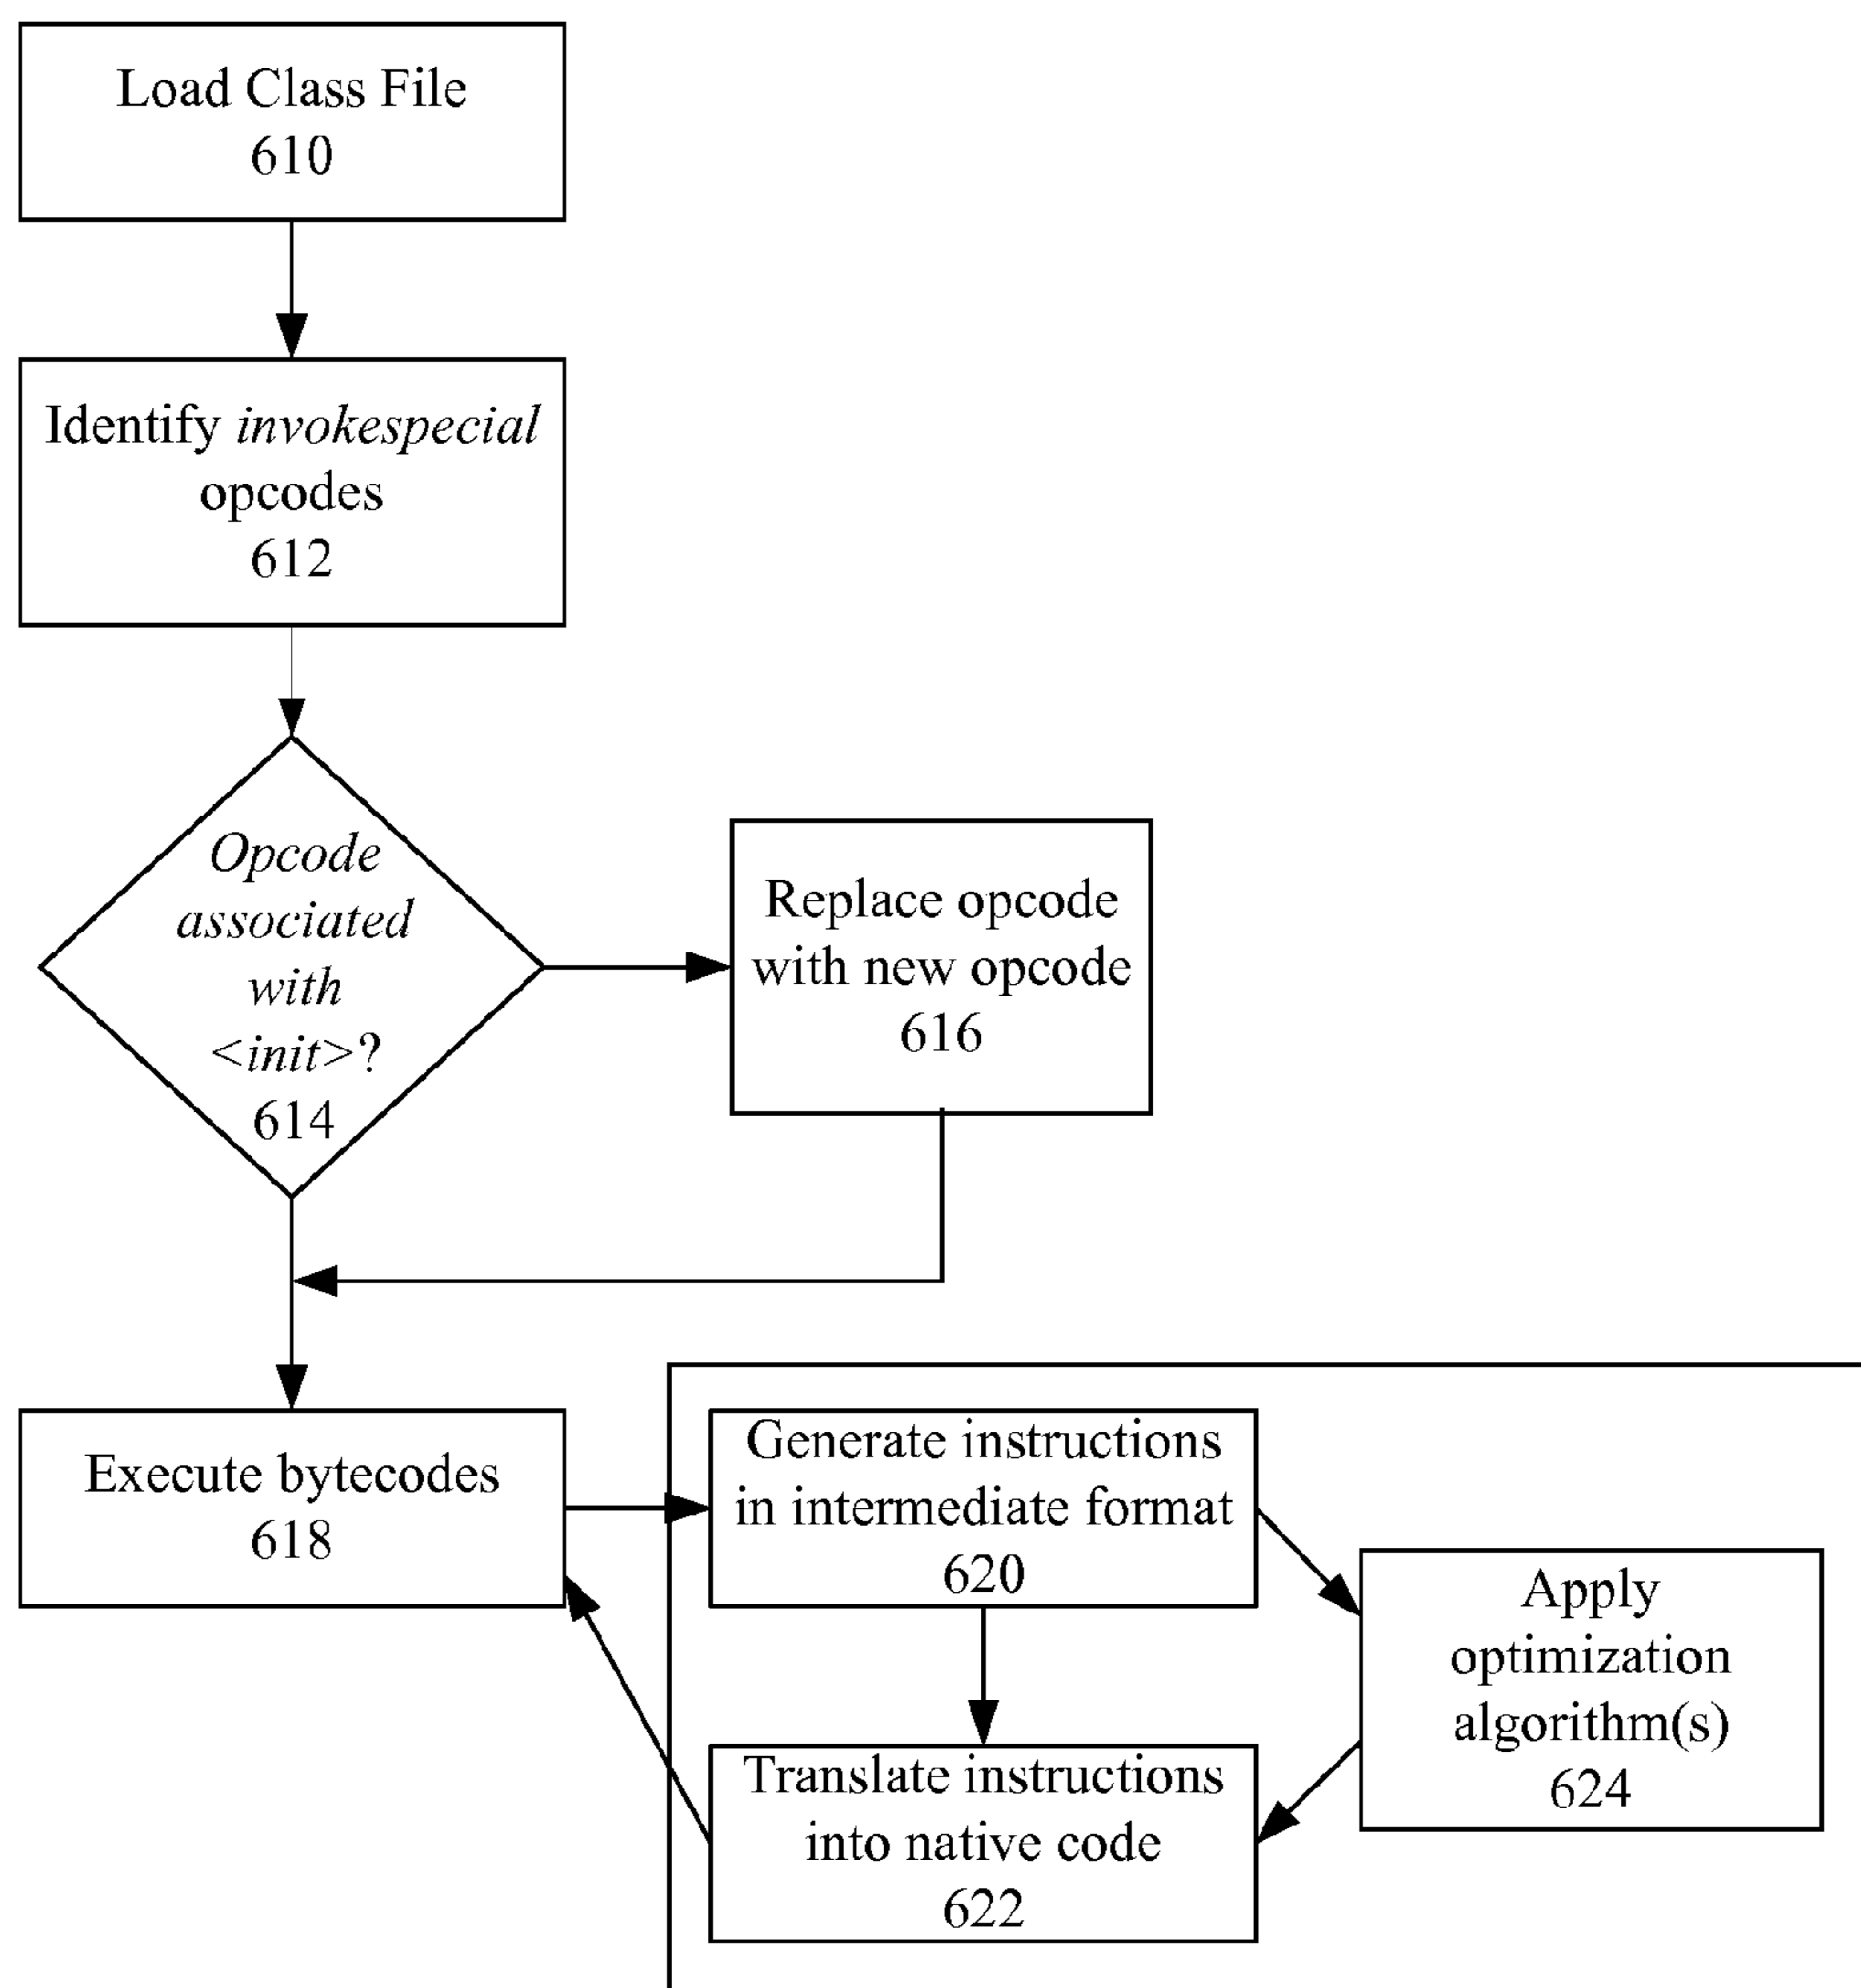 Load Class File
610
Identify invokespecial
opcodes
612
Opcode
associated
with
<init>?
614
Replace opcode
with new opcode
616
Execute bytecodes
618
Generate instructions
in intermediate format
620
Apply
optimization
algorithm(s)
624
Translate instructions
into native code
622